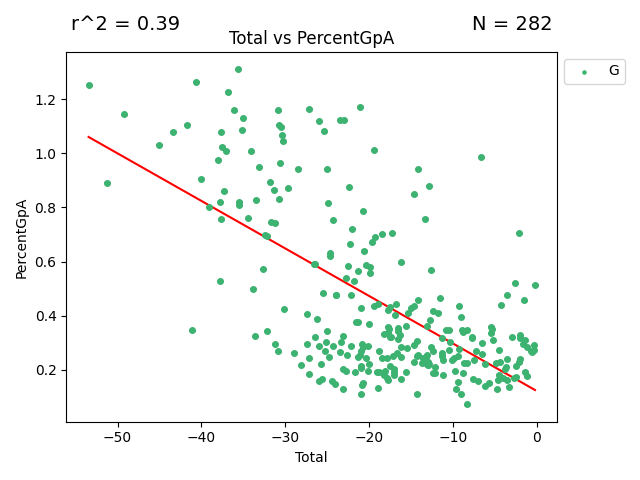 r^2 = 0.39
N = 282
Total vs PercentGpA
G
PercentGpA
1.2
1.0
0.8
0.6
0.4
0.2
−50
−40
−30
−20
−10
0
Total